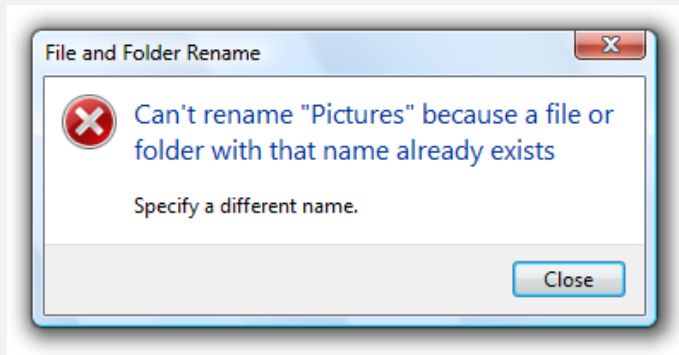 File and Folder Rename
Can't rename "Pictures" because a file or
folder with that name already exists
Specify a different name.
Close